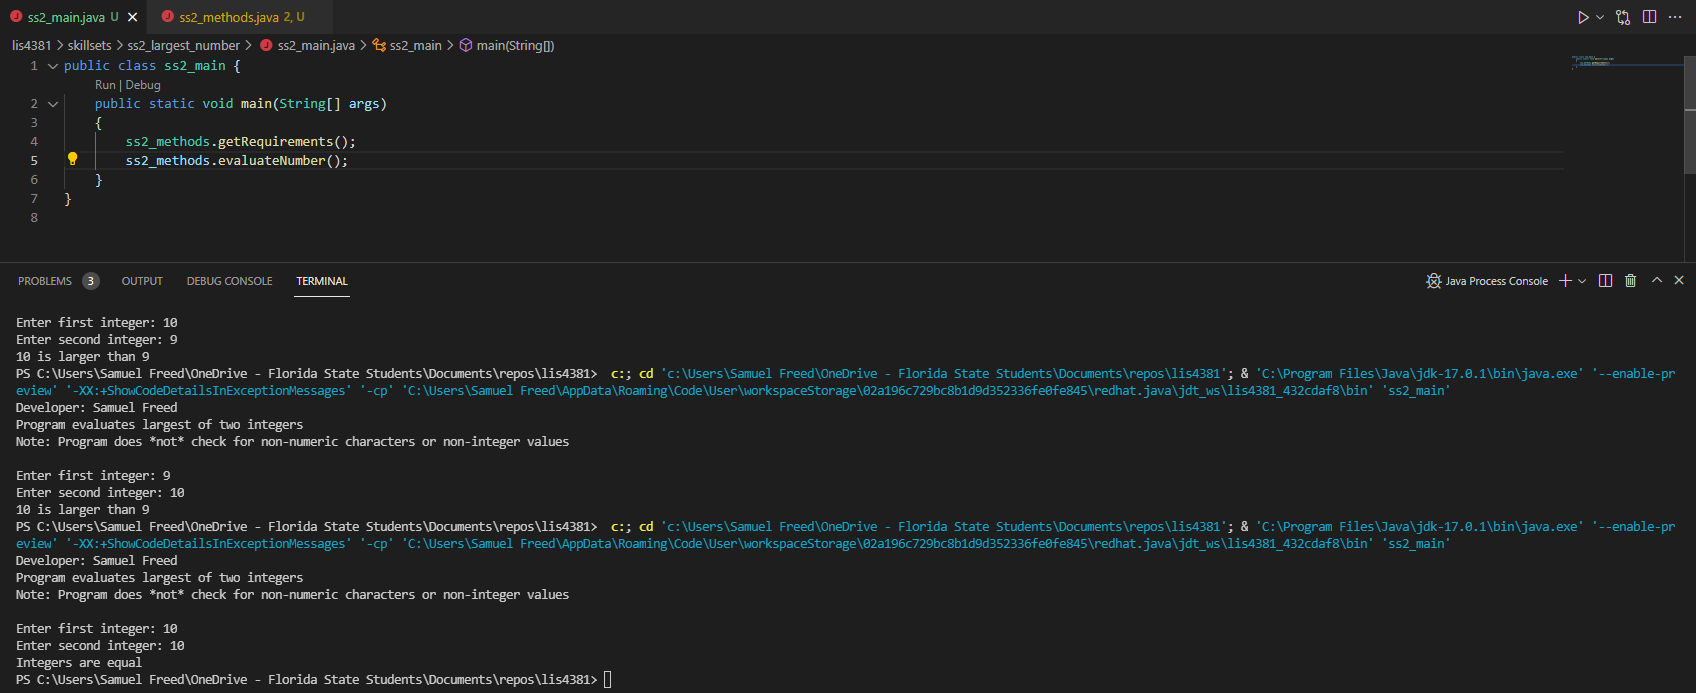 ss2_main.java U
ss2_methods.java 2, U
lis4381 > skillsets > ss2_largest_number > ss2_main.java > ss2_main > main(String[])
1 public class ss2_main {
Run | Debug
2 public static void main(String[] args)
3 {
4 ss2_methods.getRequirements();
5 ss2_methods.evaluateNumber();
6 }
7 }
8
PROBLEMS 3 OUTPUT DEBUG CONSOLE TERMINAL
Java Process Console
Enter first integer: 10
Enter second integer: 9
10 is larger than 9
PS C:\Users\Samuel Freed\OneDrive - Florida State Students\Documents\repos\lis4381>  c:; cd 'c:\Users\Samuel Freed\OneDrive - Florida State Students\Documents\repos\lis4381'; & 'C:\Program Files\Java\jdk-17.0.1\bin\java.exe' '--enable-pr
eview' '-XX:+ShowCodeDetailsInExceptionMessages' '-cp' 'C:\Users\Samuel Freed\AppData\Roaming\Code\User\workspaceStorage\02a196c729bc8b1d9d352336fe0fe845\redhat.java\jdt_ws\lis4381_432cdaf8\bin' 'ss2_main'
Developer: Samuel Freed
Program evaluates largest of two integers
Note: Program does *not* check for non-numeric characters or non-integer values
Enter first integer: 9
Enter second integer: 10
10 is larger than 9
PS C:\Users\Samuel Freed\OneDrive - Florida State Students\Documents\repos\lis4381>  c:; cd 'c:\Users\Samuel Freed\OneDrive - Florida State Students\Documents\repos\lis4381'; & 'C:\Program Files\Java\jdk-17.0.1\bin\java.exe' '--enable-pr
eview' '-XX:+ShowCodeDetailsInExceptionMessages' '-cp' 'C:\Users\Samuel Freed\AppData\Roaming\Code\User\workspaceStorage\02a196c729bc8b1d9d352336fe0fe845\redhat.java\jdt_ws\lis4381_432cdaf8\bin' 'ss2_main'
Developer: Samuel Freed
Program evaluates largest of two integers
Note: Program does *not* check for non-numeric characters or non-integer values
Enter first integer: 10
Enter second integer: 10
Integers are equal
PS C:\Users\Samuel Freed\OneDrive - Florida State Students\Documents\repos\lis4381>